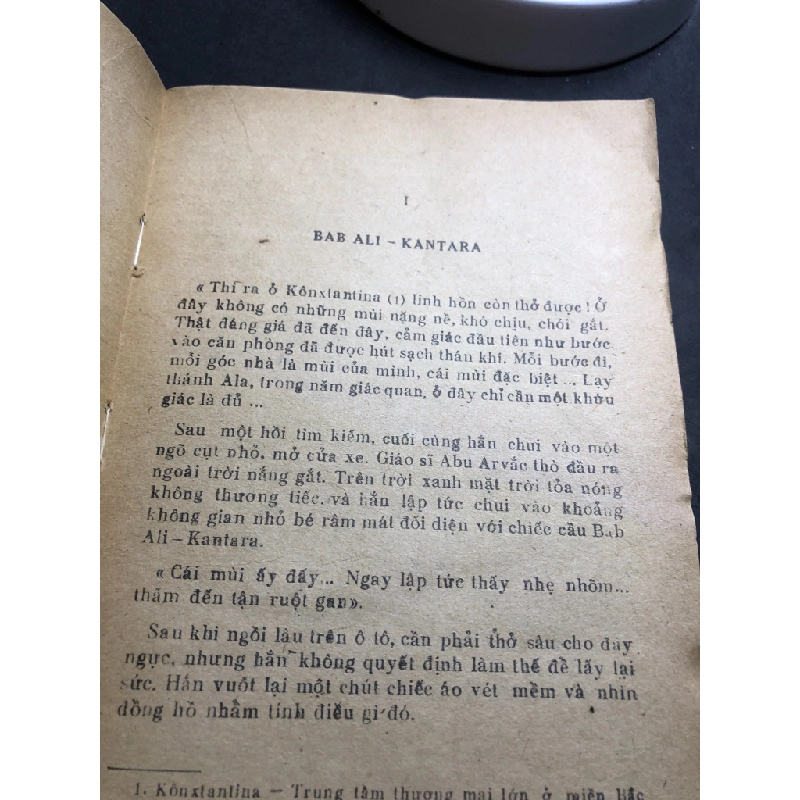 I
BAB ALI – KANTARA
« Thì ra ở Kônxtantina (1) linh hồn còn thở được ! Ở
đây không có những mùi nặng nề, khó chịu, chói gắt.
Thật đáng giá đã đến đây, cảm giác đầu tiên như bước
vào căn phòng đã được hút sạch thán khí. Mỗi bước đi,
mỗi góc nhà là mùi của mình, cái mùi đặc biệt ... Lạy
thánh Ala, trong năm giác quan, ở đây chỉ cần một khứu
giác là đủ ...
Sau một hồi tìm kiếm, cuối cùng hắn chui vào một
ngõ cụt nhỏ, mở cửa xe. Giáo sĩ Abu Arvắc thò đầu ra
ngoài trời nắng gắt. Trên trời xanh mặt trời tỏa nóng
không thương tiếc, và hắn lập tức chui vào khoảng
không gian nhỏ bé râm mát đối diện với chiếc cầu Bab
Ali – Kantara.
« Cái mùi ấy đấy... Ngay lập tức thấy nhẹ nhõm...
thấm đến tận ruột gan».
Sau khi ngồi lâu trên ô tô, cần phải thở sâu cho đầy
ngực, nhưng hắn không quyết định làm thế để lấy lại
sức. Hắn vuốt lại một chút chiếc áo vét mềm và nhìn
đồng hồ nhằm tính điều gì đó.
1. Kônxtantina — Trung tâm thương mại lớn ở miền Bắc